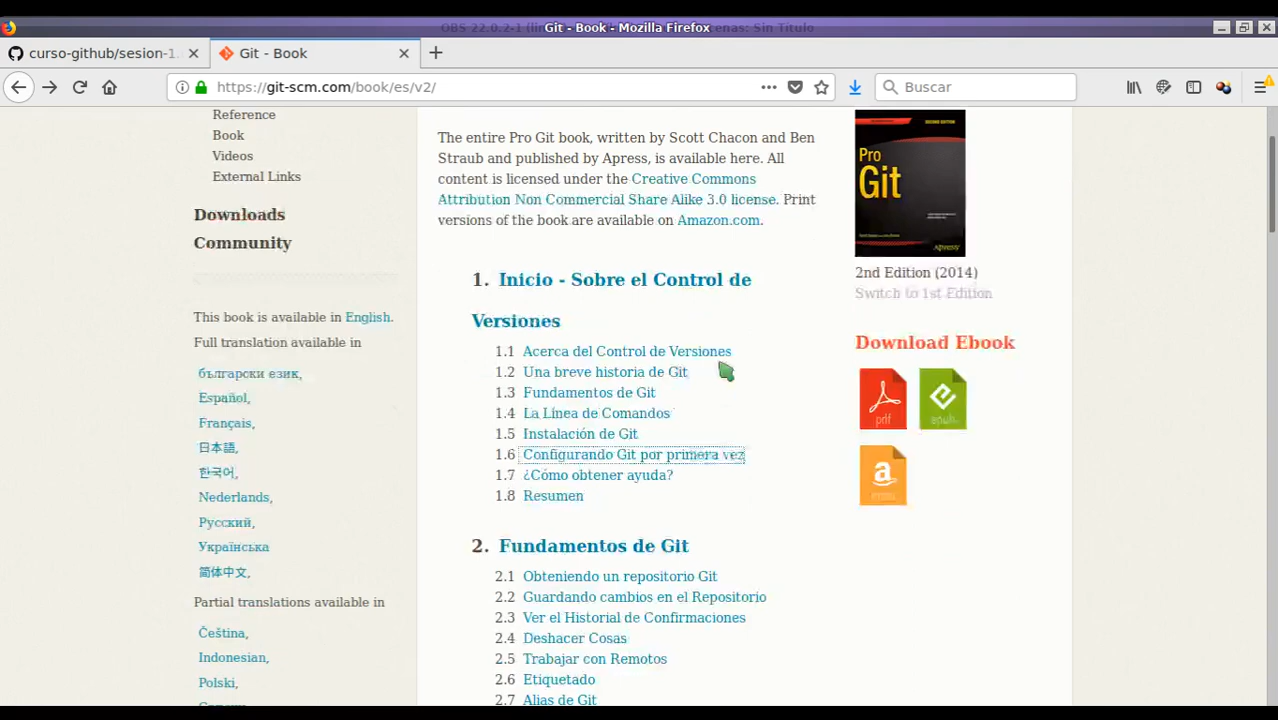 OBS 22.0.2-1 (lin
Git - Book - Mozilla Firefox
enas: Sin Título
curso-github/sesion-1.
Git - Book
https://git-scm.com/book/es/v2/
Buscar
Reference
Book
Videos
External Links
Downloads
Community
This book is available in English.
Full translation available in
български език,
Español,
Français,
日本語,
한국어,
Nederlands,
Русский,
Українська
简体中文,
Partial translations available in
Čeština,
Indonesian,
Polski,
The entire Pro Git book, written by Scott Chacon and Ben
Straub and published by Apress, is available here. All
content is licensed under the Creative Commons
Attribution Non Commercial Share Alike 3.0 license. Print
versions of the book are available on Amazon.com.
1. Inicio - Sobre el Control de
Versiones
1.1 Acerca del Control de Versiones
1.2 Una breve historia de Git
1.3 Fundamentos de Git
1.4 La Línea de Comandos
1.5 Instalación de Git
1.6 Configurando Git por primera vez
1.7 ¿Cómo obtener ayuda?
1.8 Resumen
2. Fundamentos de Git
2.1 Obteniendo un repositorio Git
2.2 Guardando cambios en el Repositorio
2.3 Ver el Historial de Confirmaciones
2.4 Deshacer Cosas
2.5 Trabajar con Remotos
2.6 Etiquetado
2.7 Alias de Git
Pro
Git
2nd Edition (2014)
Switch to 1st Edition
Download Ebook
pdf
epub